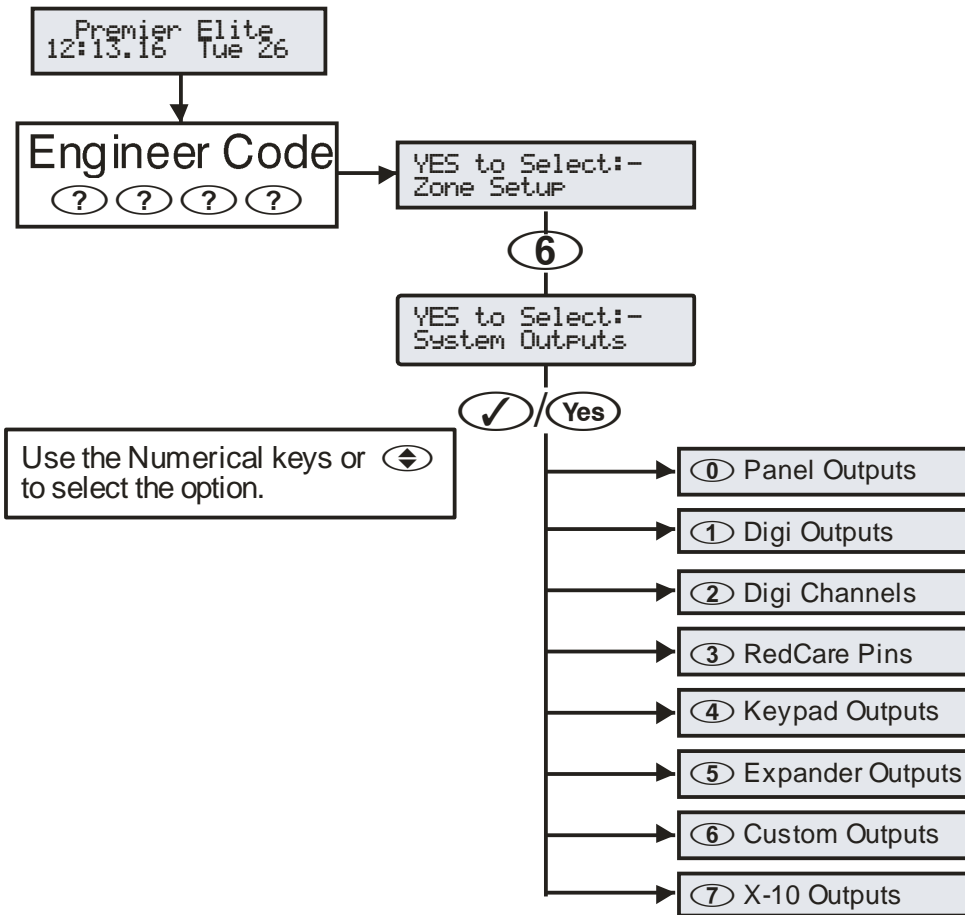 Premier Elite
12:13.16 Tue 26
Engineer Code
? ? ? ?
YES to Select:-
Zone Setup
6
YES to Select:-
System Outputs
✓/Yes
Use the Numerical keys or
to select the option.
0 Panel Outputs
1 Digi Outputs
2 Digi Channels
3 RedCare Pins
4 Keypad Outputs
5 Expander Outputs
6 Custom Outputs
7 X-10 Outputs